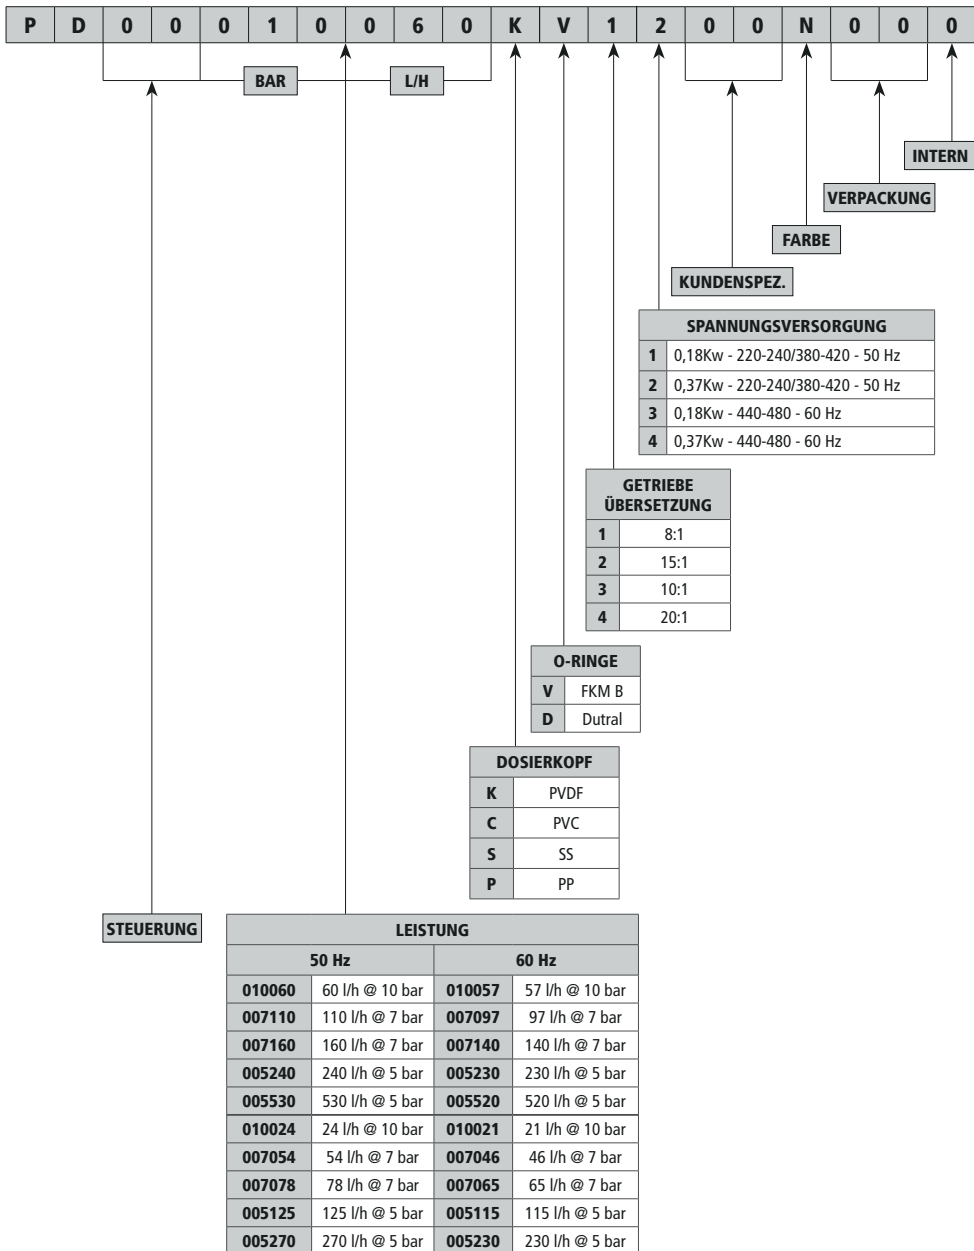 P D 0 0 0 1 0 0 6 0 K V 1 2 0 0 N 0 0 0
BAR L/H
INTERN
VERPACKUNG
FARBE
KUNDENSPEZ.
SPANNUNGSVERSORGUNG
1 0,18Kw - 220-240/380-420 - 50 Hz
2 0,37Kw - 220-240/380-420 - 50 Hz
3 0,18Kw - 440-480 - 60 Hz
4 0,37Kw - 440-480 - 60 Hz
GETRIEBE
ÜBERSETZUNG
1 8:1
2 15:1
3 10:1
4 20:1
O-RINGE
V FKM B
D Dutral
DOSIERKOPF
K PVDF
C PVC
S SS
P PP
STEUERUNG
LEISTUNG
50 Hz 60 Hz
010060 60 l/h @ 10 bar 010057 57 l/h @ 10 bar
007110 110 l/h @ 7 bar 007097 97 l/h @ 7 bar
007160 160 l/h @ 7 bar 007140 140 l/h @ 7 bar
005240 240 l/h @ 5 bar 005230 230 l/h @ 5 bar
005530 530 l/h @ 5 bar 005520 520 l/h @ 5 bar
010024 24 l/h @ 10 bar 010021 21 l/h @ 10 bar
007054 54 l/h @ 7 bar 007046 46 l/h @ 7 bar
007078 78 l/h @ 7 bar 007065 65 l/h @ 7 bar
005125 125 l/h @ 5 bar 005115 115 l/h @ 5 bar
005270 270 l/h @ 5 bar 005230 230 l/h @ 5 bar